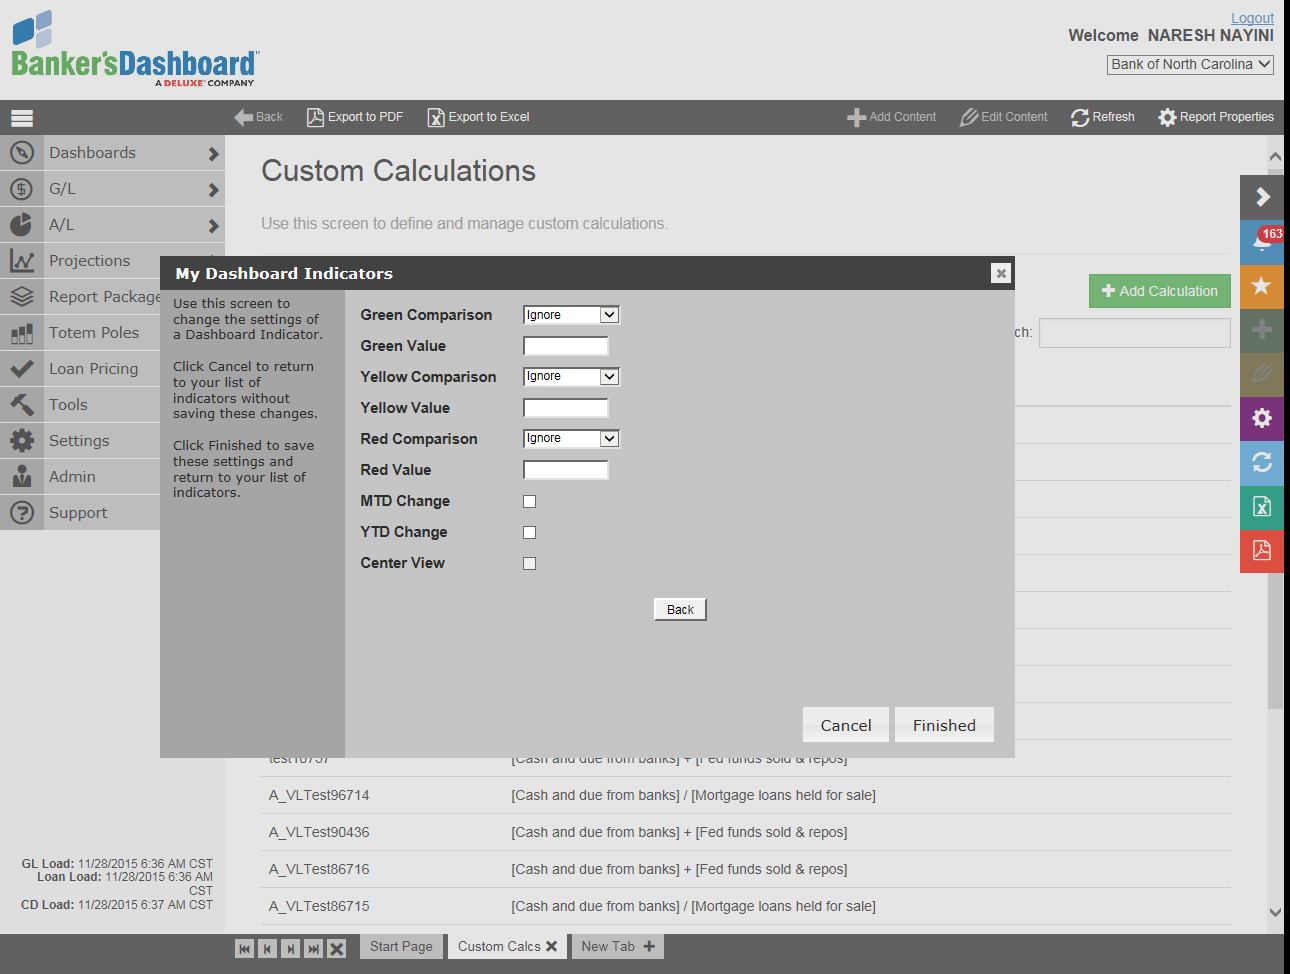 Logout
Welcome NARESH NAYINI
Banker'sDashboard
A DELUXE COMPANY
Bank of North Carolina
Back
Export to PDF
Export to Excel
Add Content
Edit Content
Refresh
Report Properties
Dashboards
G/L
A/L
Projections
Report Package
Totem Poles
Loan Pricing
Tools
Settings
Admin
Support
Custom Calculations
Use this screen to define and manage custom calculations.
163
Add Calculation
ch:
My Dashboard Indicators
Use this screen to
change the settings of
a Dashboard Indicator.
Click Cancel to return
to your list of
indicators without
saving these changes.
Click Finished to save
these settings and
return to your list of
indicators.
Green Comparison Ignore
Green Value
Yellow Comparison Ignore
Yellow Value
Red Comparison Ignore
Red Value
MTD Change
YTD Change
Center View
Back
Cancel
Finished
test10757 [Cash and due from banks] + [Fed funds sold & repos]
A_VLTest96714 [Cash and due from banks] / [Mortgage loans held for sale]
A_VLTest90436 [Cash and due from banks] + [Fed funds sold & repos]
A_VLTest86716 [Cash and due from banks] + [Fed funds sold & repos]
A_VLTest86715 [Cash and due from banks] / [Mortgage loans held for sale]
GL Load: 11/28/2015 6:36 AM CST
Loan Load: 11/28/2015 6:36 AM
CST
CD Load: 11/28/2015 6:37 AM CST
Start Page
Custom Calcs
New Tab